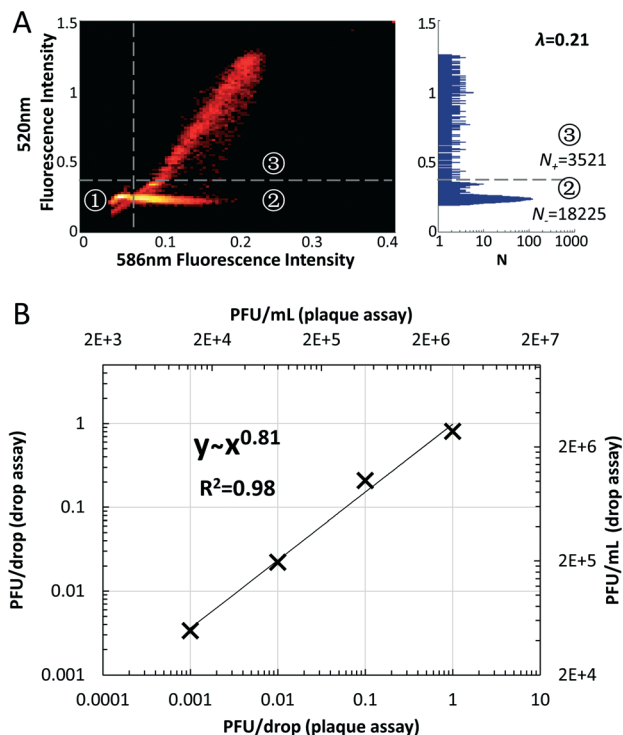 A
520nm
Fluorescence Intensity
1.5
1
0.5
0
①
②
③
0
0.1
0.2
0.3
0.4
586nm Fluorescence Intensity
1.5
1
0.5
0
λ=0.21
③
N+=3521
②
N-=18225
1
10
100
1000
N
B
PFU/mL (plaque assay)
2E+3
2E+4
2E+5
2E+6
2E+7
PFU/drop (drop assay)
1
0.1
0.01
0.001
y~x^0.81
R²=0.98
2E+6
2E+5
2E+4
PFU/mL (drop assay)
0.0001
0.001
0.01
0.1
1
10
PFU/drop (plaque assay)